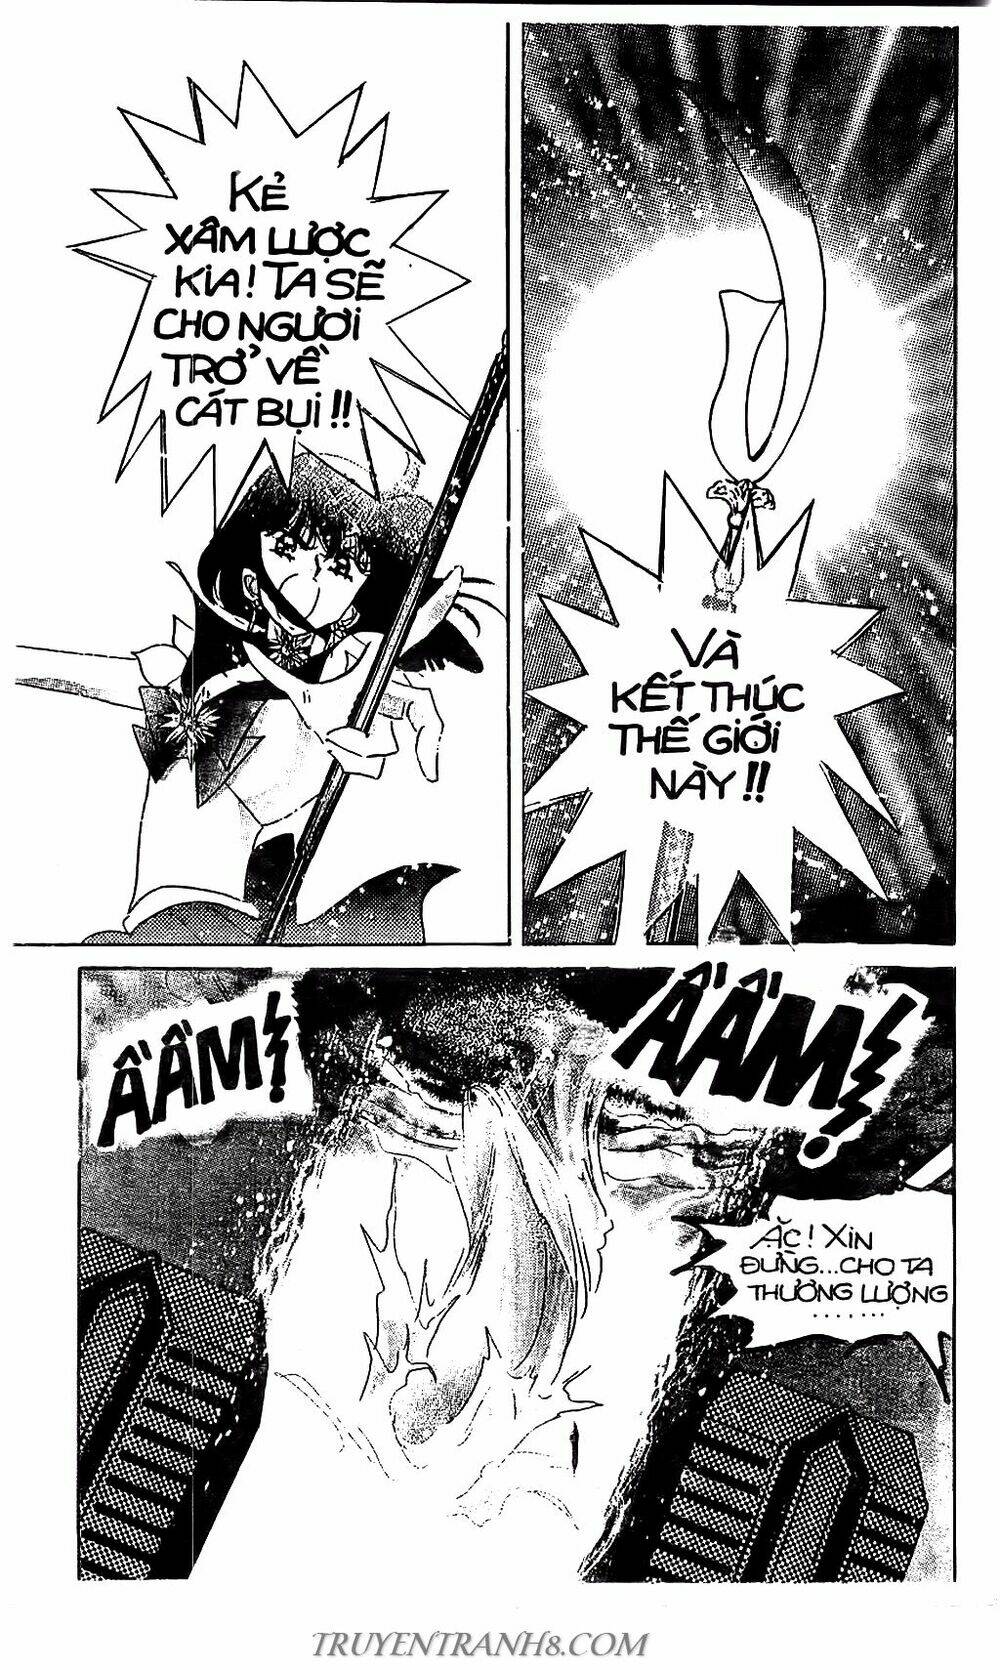 KẺ
XÂM LƯỢC
KIA! TA SẼ
CHO NGƯƠI
TRỞ VỀ
CÁT BỤI!!
VÀ
KẾT THÚC
THẾ GIỚI
NÀY!!
ẦẦM!
ẦẦM!
ẶC! XIN
ĐỪNG...CHO TA
THƯƠNG LƯỢNG
.......
TRUYENTRANH8.COM